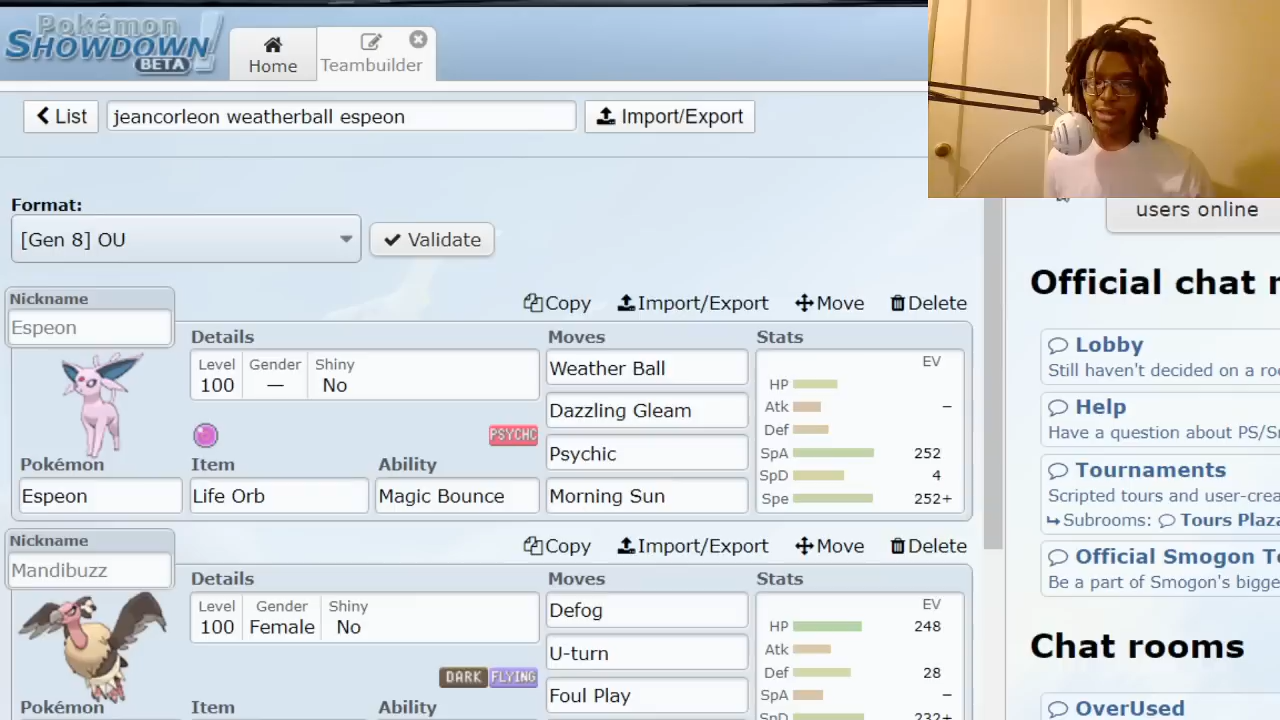 Pokémon
SHOWDOWN!
BETA
Home
Teambuilder
List
jeancorleon weatherball espeon
Import/Export
users online
Format:
[Gen 8] OU
Validate
Official chat r
Nickname
Espeon
Copy
Import/Export
Move
Delete
Details
Moves
Stats
Level
100
Gender
—
Shiny
No
Weather Ball
Dazzling Gleam
Psychic
Morning Sun
EV
HP
Atk –
Def
SpA 252
SpD 4
Spe 252+
PSYCHC
Pokémon
Espeon
Item
Life Orb
Ability
Magic Bounce
Lobby
Still haven't decided on a ro
Help
Have a question about PS/S
Tournaments
Scripted tours and user-crea
Subrooms: Tours Plaz
Official Smogon T
Be a part of Smogon's bigge
Nickname
Mandibuzz
Copy
Import/Export
Move
Delete
Details
Moves
Stats
Level
100
Gender
Female
Shiny
No
Defog
U-turn
Foul Play
EV
HP 248
Atk
Def 28
SpA –
SpD 232+
DARK FLYING
Pokémon
Item
Ability
Chat rooms
OverUsed